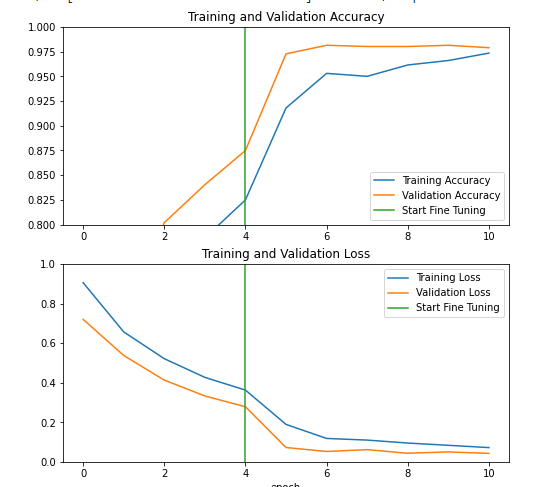 Training and Validation Accuracy
1.000
0.975
0.950
0.925
0.900
0.875
0.850
0.825
0.800
Training Accuracy
Validation Accuracy
Start Fine Tuning
0 2 4 6 8 10
Training and Validation Loss
1.0
0.8
0.6
0.4
0.2
0.0
Training Loss
Validation Loss
Start Fine Tuning
0 2 4 6 8 10
epoch